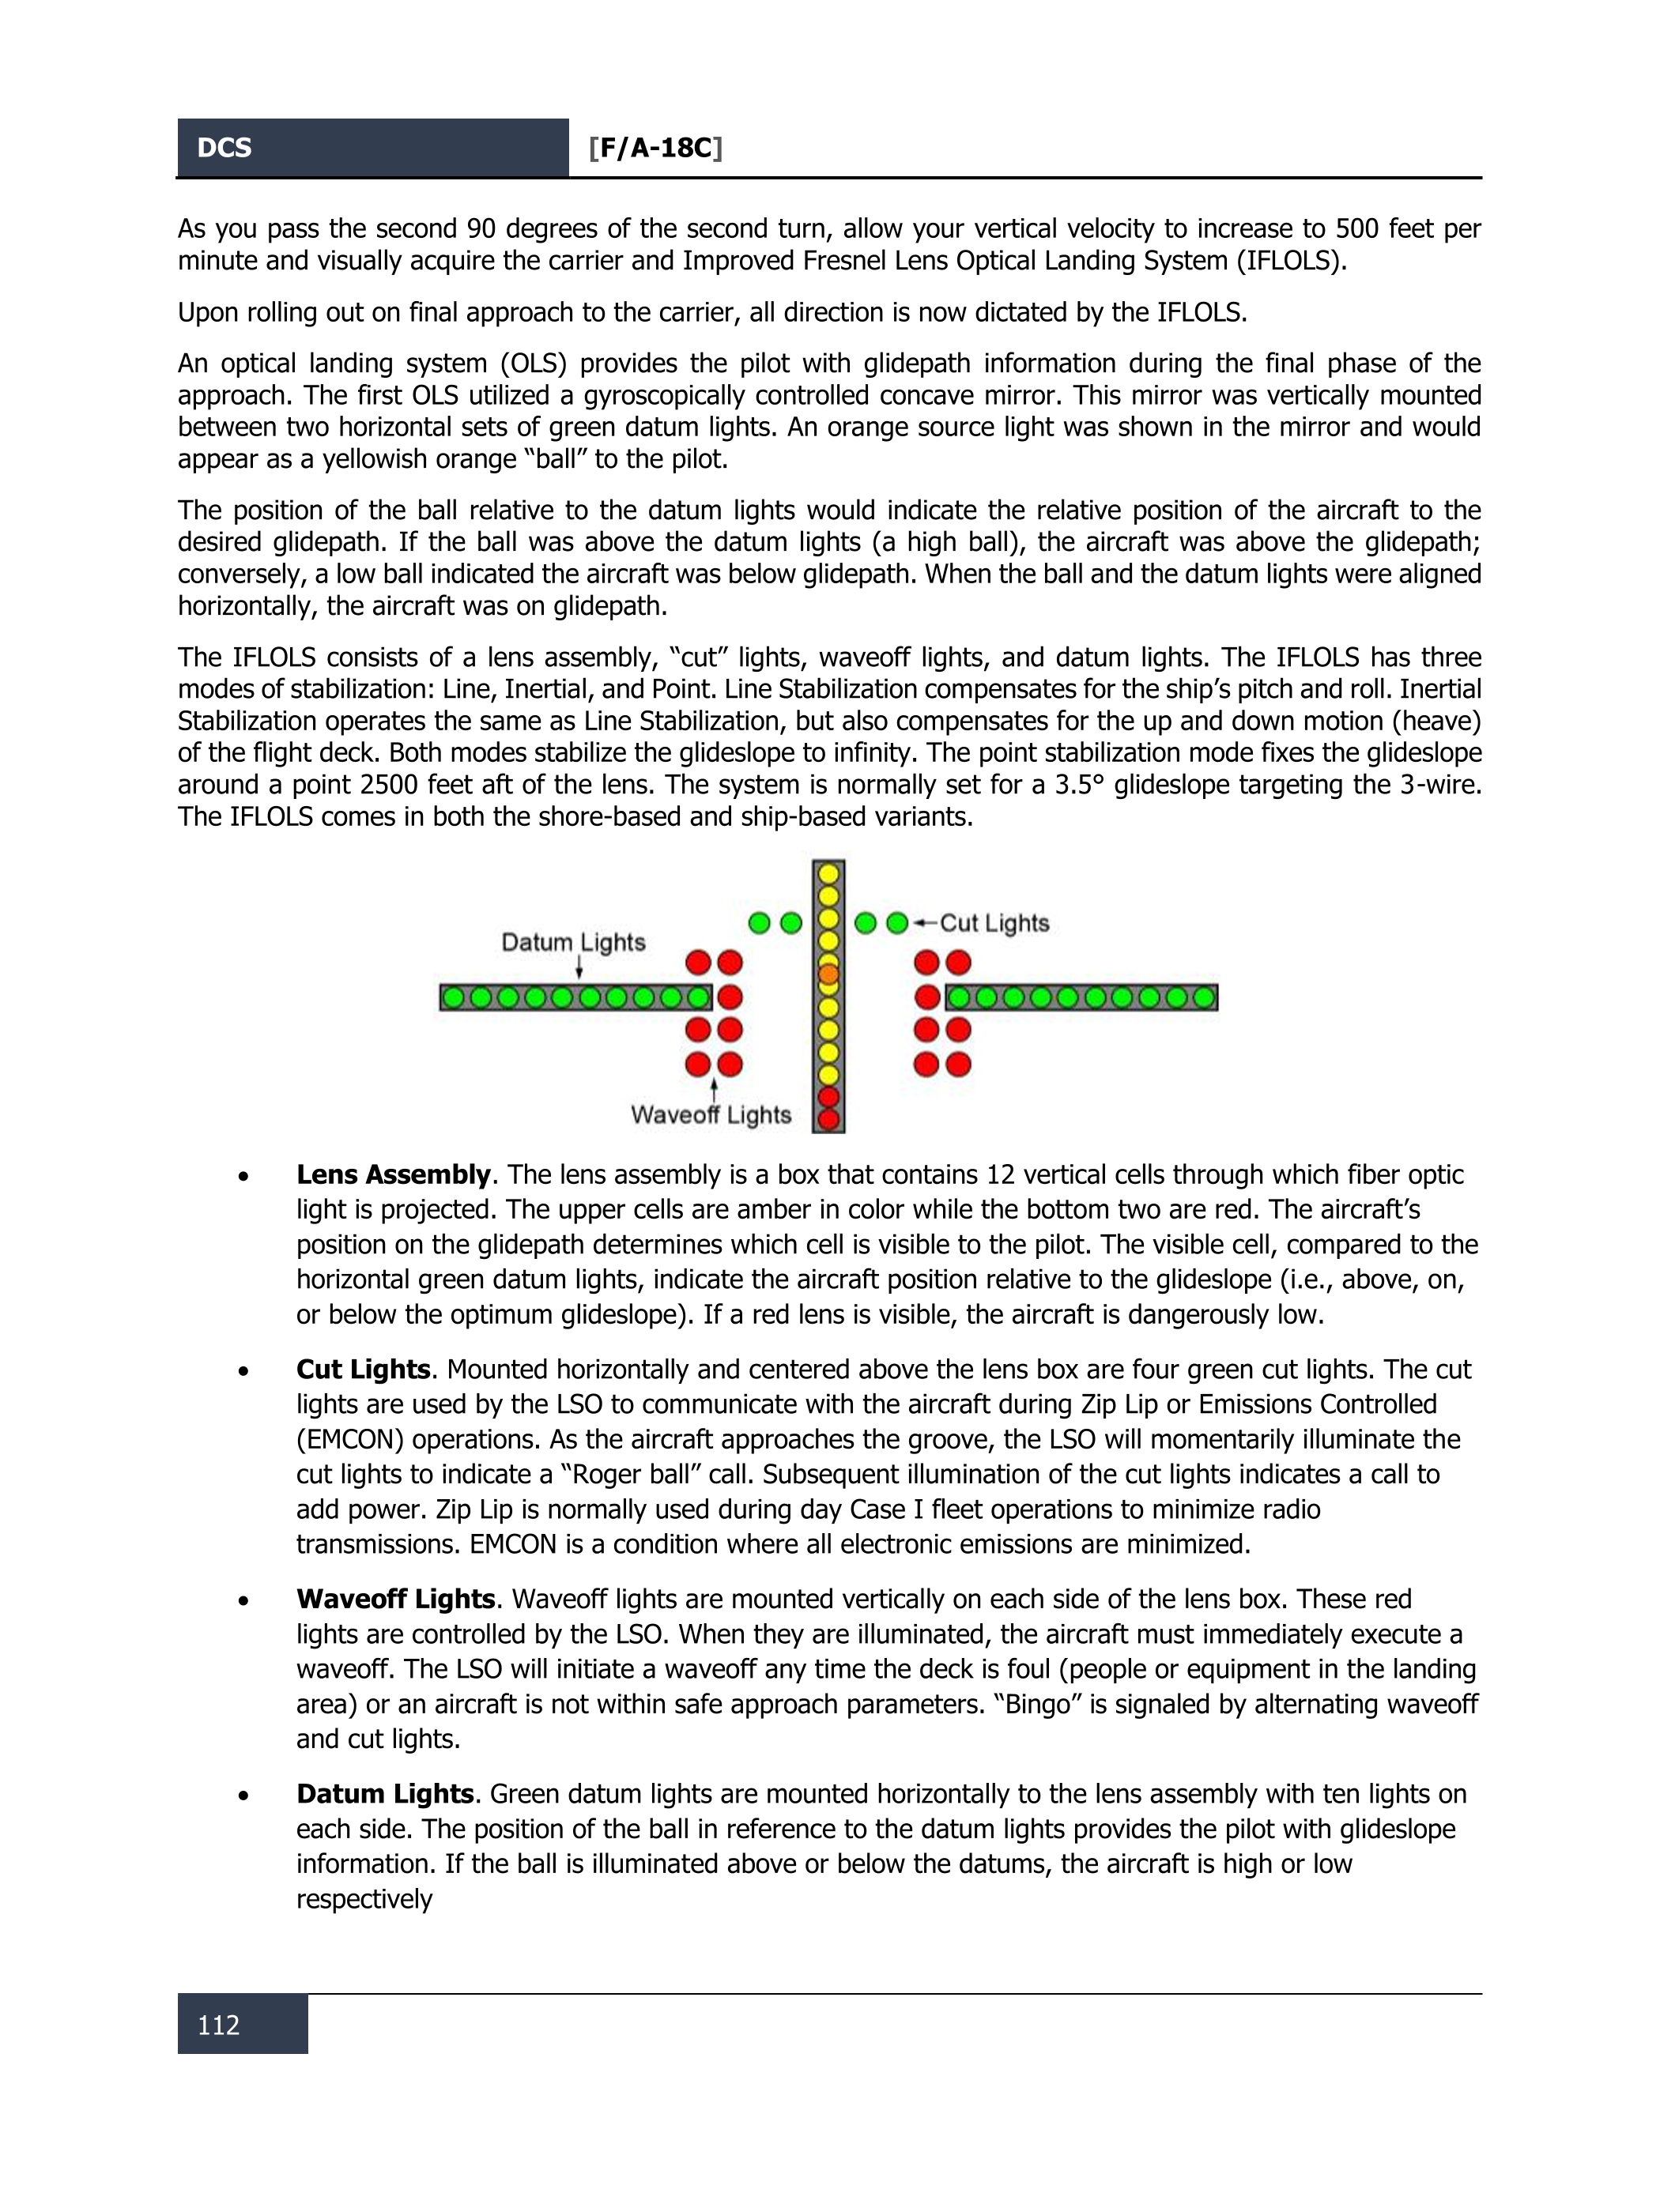 DCS [F/A-18C]
As you pass the second 90 degrees of the second turn, allow your vertical velocity to increase to 500 feet per
minute and visually acquire the carrier and Improved Fresnel Lens Optical Landing System (IFLOLS).
Upon rolling out on final approach to the carrier, all direction is now dictated by the IFLOLS.
An optical landing system (OLS) provides the pilot with glidepath information during the final phase of the
approach. The first OLS utilized a gyroscopically controlled concave mirror. This mirror was vertically mounted
between two horizontal sets of green datum lights. An orange source light was shown in the mirror and would
appear as a yellowish orange “ball” to the pilot.
The position of the ball relative to the datum lights would indicate the relative position of the aircraft to the
desired glidepath. If the ball was above the datum lights (a high ball), the aircraft was above the glidepath;
conversely, a low ball indicated the aircraft was below glidepath. When the ball and the datum lights were aligned
horizontally, the aircraft was on glidepath.
The IFLOLS consists of a lens assembly, “cut” lights, waveoff lights, and datum lights. The IFLOLS has three
modes of stabilization: Line, Inertial, and Point. Line Stabilization compensates for the ship’s pitch and roll. Inertial
Stabilization operates the same as Line Stabilization, but also compensates for the up and down motion (heave)
of the flight deck. Both modes stabilize the glideslope to infinity. The point stabilization mode fixes the glideslope
around a point 2500 feet aft of the lens. The system is normally set for a 3.5° glideslope targeting the 3-wire.
The IFLOLS comes in both the shore-based and ship-based variants.
Cut Lights
Datum Lights
Waveoff Lights
• Lens Assembly. The lens assembly is a box that contains 12 vertical cells through which fiber optic
light is projected. The upper cells are amber in color while the bottom two are red. The aircraft’s
position on the glidepath determines which cell is visible to the pilot. The visible cell, compared to the
horizontal green datum lights, indicate the aircraft position relative to the glideslope (i.e., above, on,
or below the optimum glideslope). If a red lens is visible, the aircraft is dangerously low.
• Cut Lights. Mounted horizontally and centered above the lens box are four green cut lights. The cut
lights are used by the LSO to communicate with the aircraft during Zip Lip or Emissions Controlled
(EMCON) operations. As the aircraft approaches the groove, the LSO will momentarily illuminate the
cut lights to indicate a “Roger ball” call. Subsequent illumination of the cut lights indicates a call to
add power. Zip Lip is normally used during day Case I fleet operations to minimize radio
transmissions. EMCON is a condition where all electronic emissions are minimized.
• Waveoff Lights. Waveoff lights are mounted vertically on each side of the lens box. These red
lights are controlled by the LSO. When they are illuminated, the aircraft must immediately execute a
waveoff. The LSO will initiate a waveoff any time the deck is foul (people or equipment in the landing
area) or an aircraft is not within safe approach parameters. “Bingo” is signaled by alternating waveoff
and cut lights.
• Datum Lights. Green datum lights are mounted horizontally to the lens assembly with ten lights on
each side. The position of the ball in reference to the datum lights provides the pilot with glideslope
information. If the ball is illuminated above or below the datums, the aircraft is high or low
respectively
112